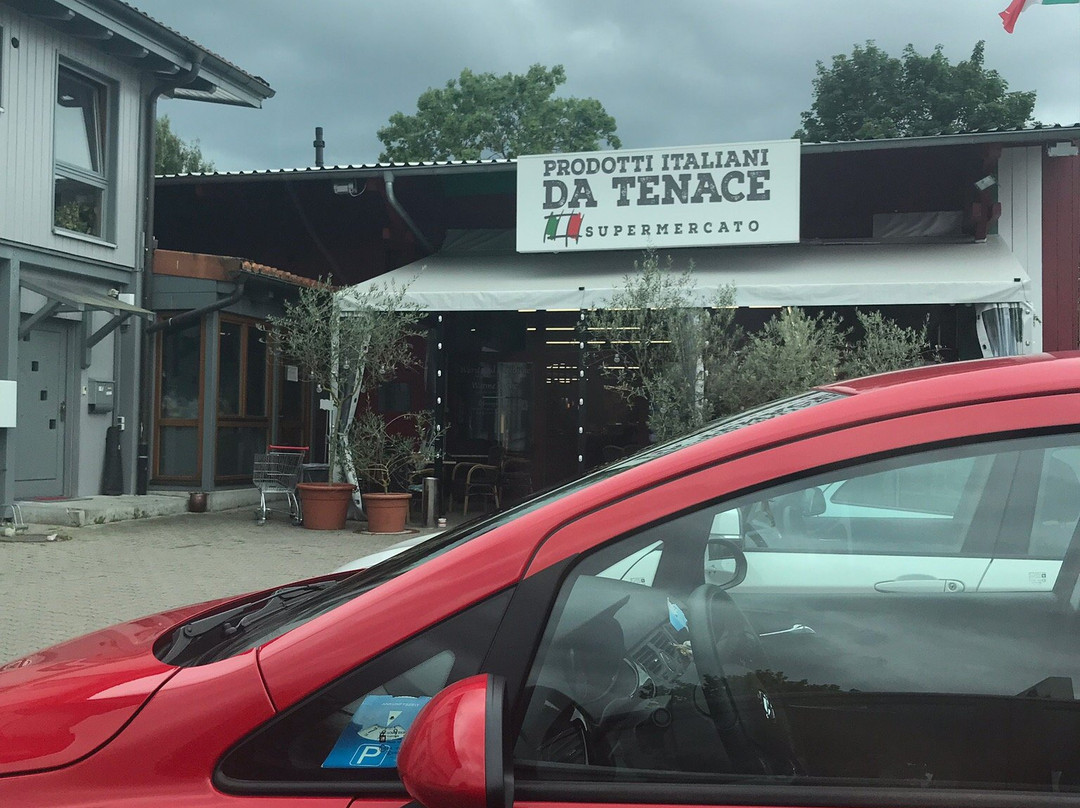 PRODOTTI ITALIANI
DA TENACE
SUPERMERCATO
P